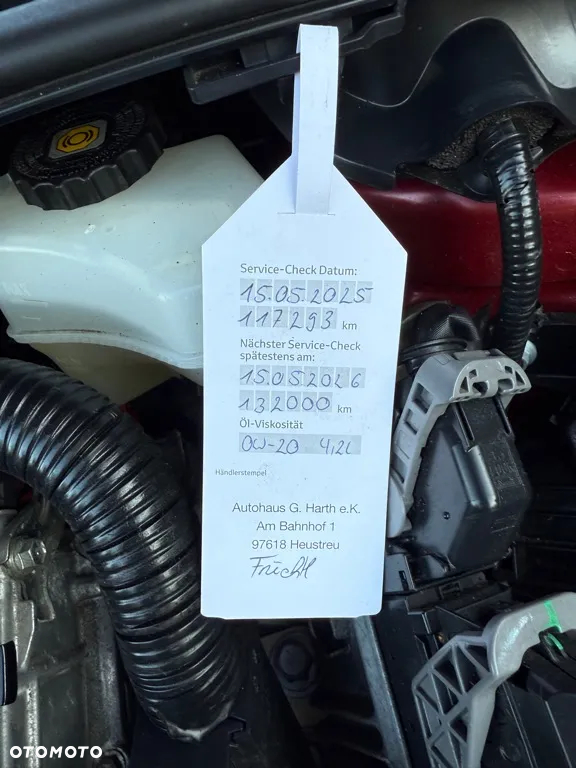 Service-Check Datum:
15.05.2025
117293 km
Nächster Service-Check
spätestens am:
15.05.2026
132000 km
Öl-Viskosität
0W-20 4,2L
Händlerstempel
Autohaus G. Harth e.K.
Am Bahnhof 1
97618 Heustreu
OTOMOTO